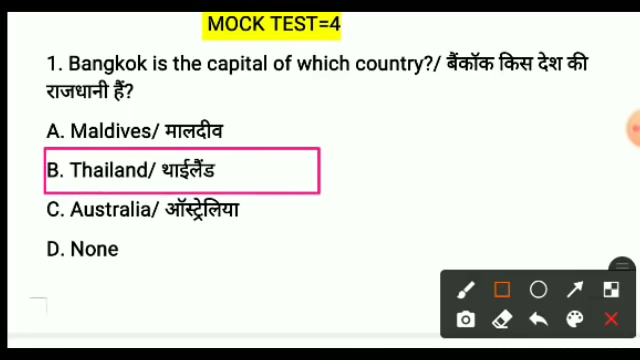 MOCK TEST=4
1. Bangkok is the capital of which country?/ बैंकॉक किस देश की
राजधानी हैं?
A. Maldives/ मालदीव
B. Thailand/ थाईलैंड
C. Australia/ ऑस्ट्रेलिया
D. None